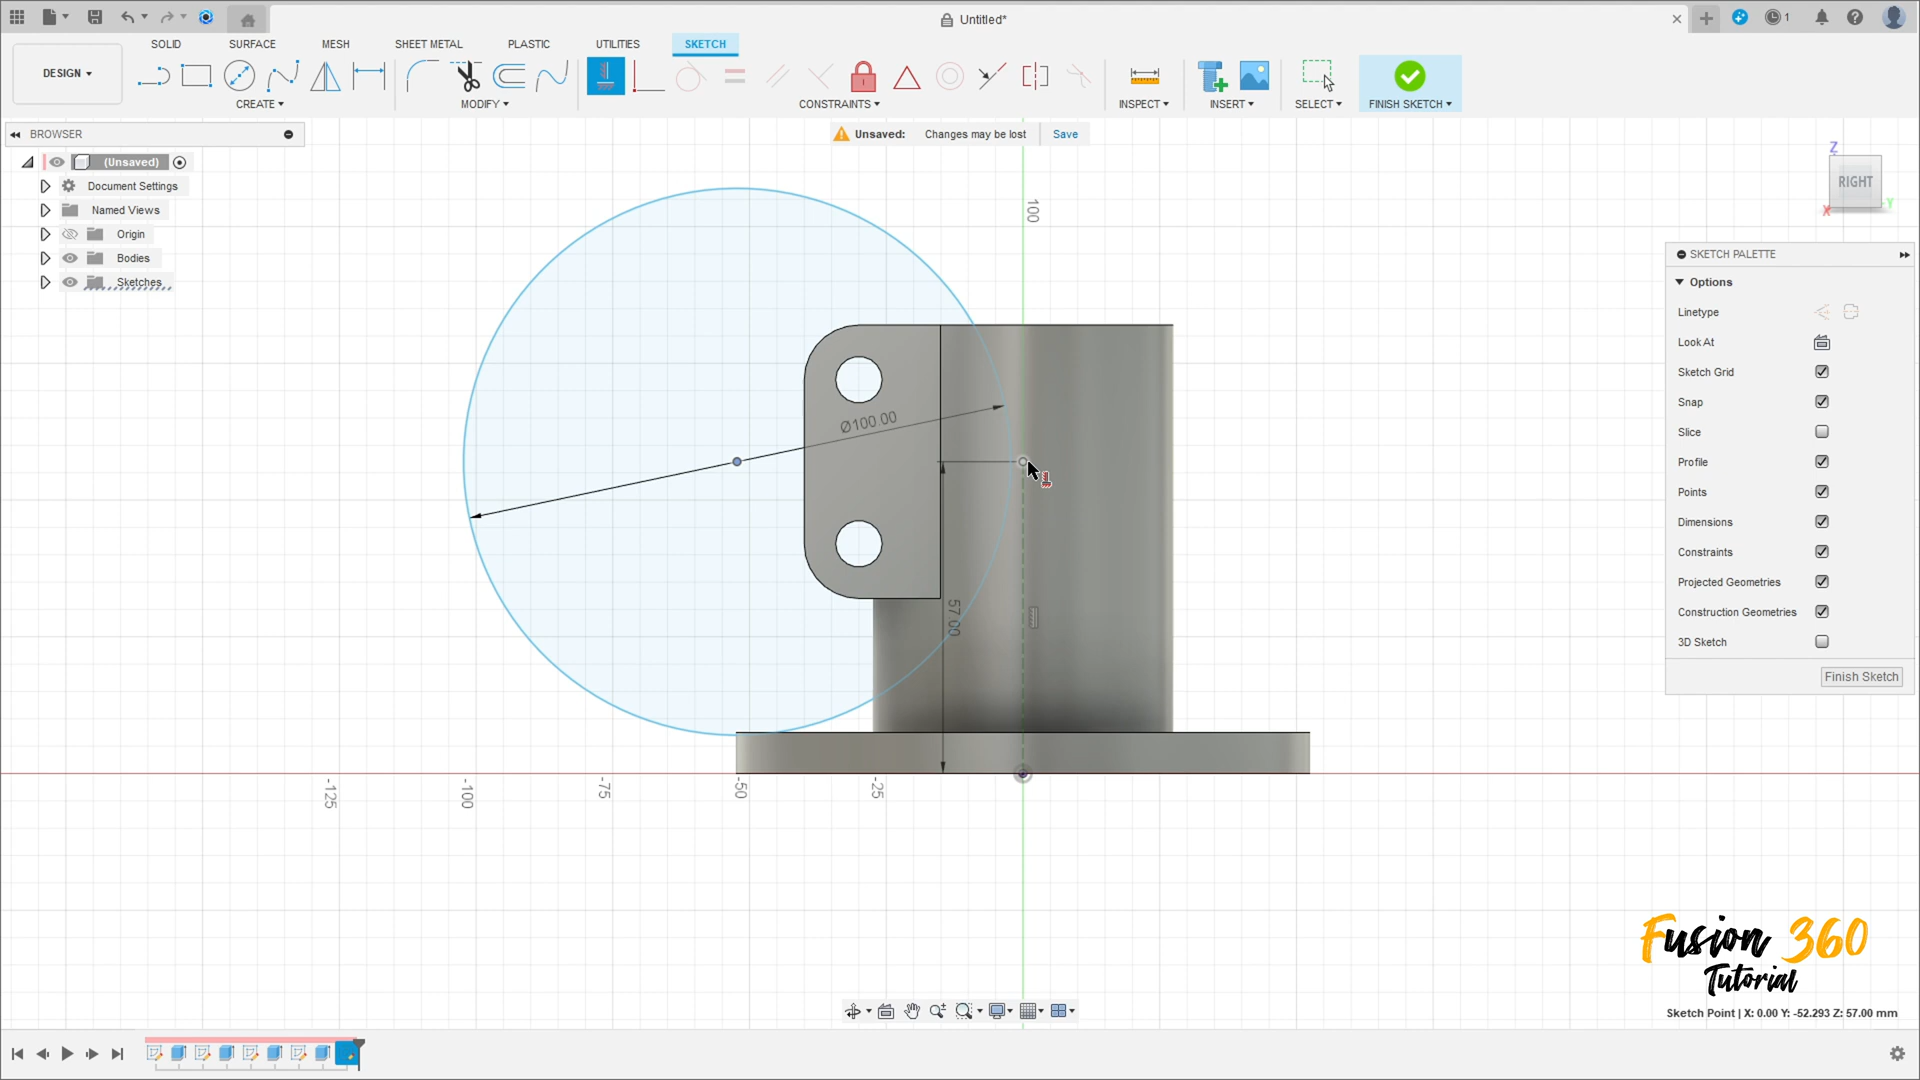 Untitled*
1
SOLID SURFACE MESH SHEET METAL PLASTIC UTILITIES SKETCH
DESIGN
CREATE MODIFY CONSTRAINTS INSPECT INSERT SELECT FINISH SKETCH
BROWSER
Unsaved: Changes may be lost Save
(Unsaved)
Document Settings
Named Views
Origin
Bodies
Sketches
Z
RIGHT
X
Y
100
Ø100.00
57.00
-125
-100
-75
-50
-25
SKETCH PALETTE
Options
Linetype
Look At
Sketch Grid
Snap
Slice
Profile
Points
Dimensions
Constraints
Projected Geometries
Construction Geometries
3D Sketch
Finish Sketch
Fusion 360
Tutorial
Sketch Point | X: 0.00 Y: -52.293 Z: 57.00 mm